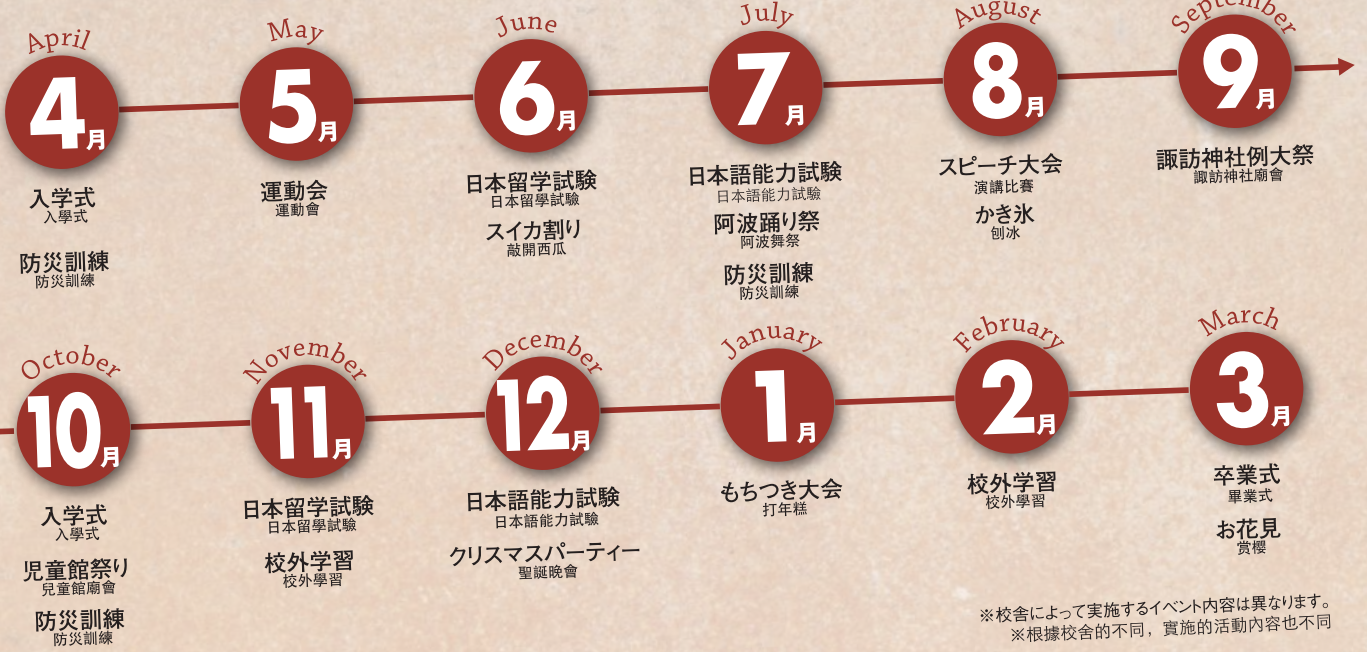 April
4月
入学式
入學式
防災訓練
防災訓練
May
5月
運動会
運動會
June
6月
日本留学試験
日本留學試驗
スイカ割り
敲開西瓜
July
7月
日本語能力試験
日本語能力試驗
阿波踊り祭
阿波舞祭
防災訓練
防災訓練
August
8月
スピーチ大会
演講比賽
かき氷
刨冰
September
9月
諏訪神社例大祭
諏訪神社廟會
October
10月
入学式
入學式
児童館祭り
兒童館廟會
防災訓練
防災訓練
November
11月
日本留学試験
日本留學試驗
校外学習
校外學習
December
12月
日本語能力試験
日本語能力試驗
クリスマスパーティー
聖誕晚會
January
1月
もちつき大会
打年糕
February
2月
校外学習
校外學習
March
3月
卒業式
畢業式
お花見
賞櫻
※校舎によって実施するイベント内容は異なります。
※根據校舍的不同，實施的活動內容也不同